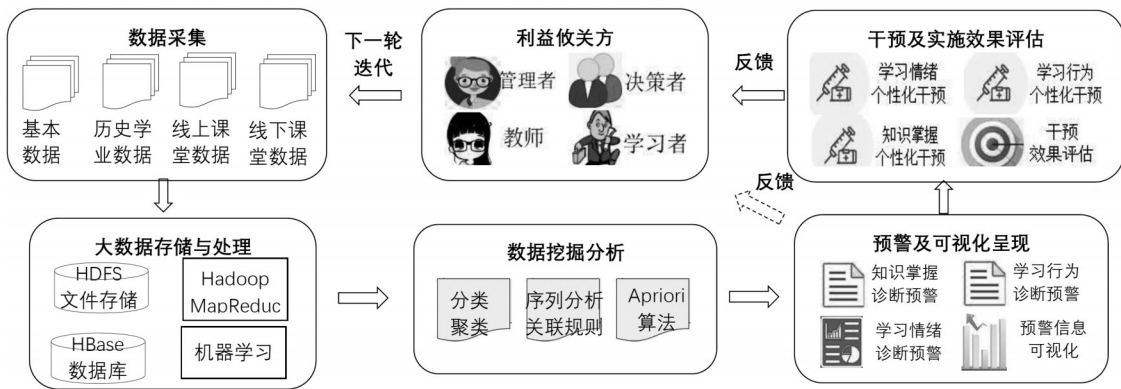 数据采集
基本
数据
历史学
业数据
线上课
堂数据
线下课
堂数据
下一轮
迭代
利益攸关方
管理者
决策者
教师
学习者
反馈
干预及实施效果评估
学习情绪
个性化干预
学习行为
个性化干预
知识掌握
个性化干预
干预
效果评估
反馈
大数据存储与处理
HDFS
文件存储
Hadoop
MapReduc
HBase
数据库
机器学习
数据挖掘分析
分类
聚类
序列分析
关联规则
Apriori
算法
预警及可视化呈现
知识掌握
诊断预警
学习行为
诊断预警
学习情绪
诊断预警
预警信息
可视化